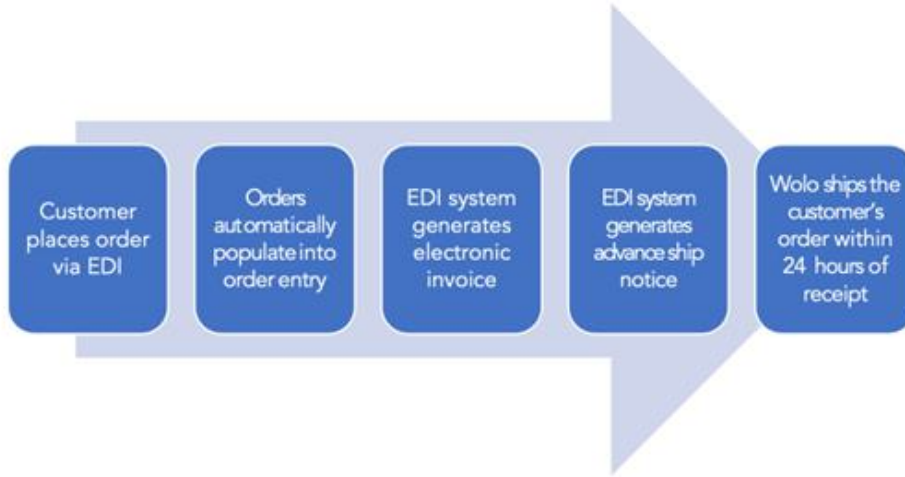 Customer
places order
via EDI
Orders
automatically
populate into
order entry
EDI system
generates
electronic
invoice
EDI system
generates
advance ship
notice
Wolo ships the
customer's
order within
24 hours of
receipt